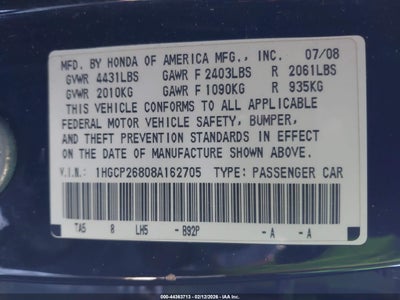 MFD. BY HONDA OF AMERICA MFG., INC. 07/08
GVWR 4431LBS GAWR F 2403LBS R 2061LBS
GVWR 2010KG GAWR F 1090KG R 935KG
THIS VEHICLE CONFORMS TO ALL APPLICABLE
FEDERAL MOTOR VEHICLE SAFETY, BUMPER,
AND THEFT PREVENTION STANDARDS IN EFFECT
ON THE DATE OF MANUFACTURE SHOWN ABOVE.
V.I.N.: 1HGCP26808A162705 TYPE: PASSENGER CAR
TA5 8 LH5 - B92P - A - A
© 000-44363713 - 02/12/2026 - IAA Inc.